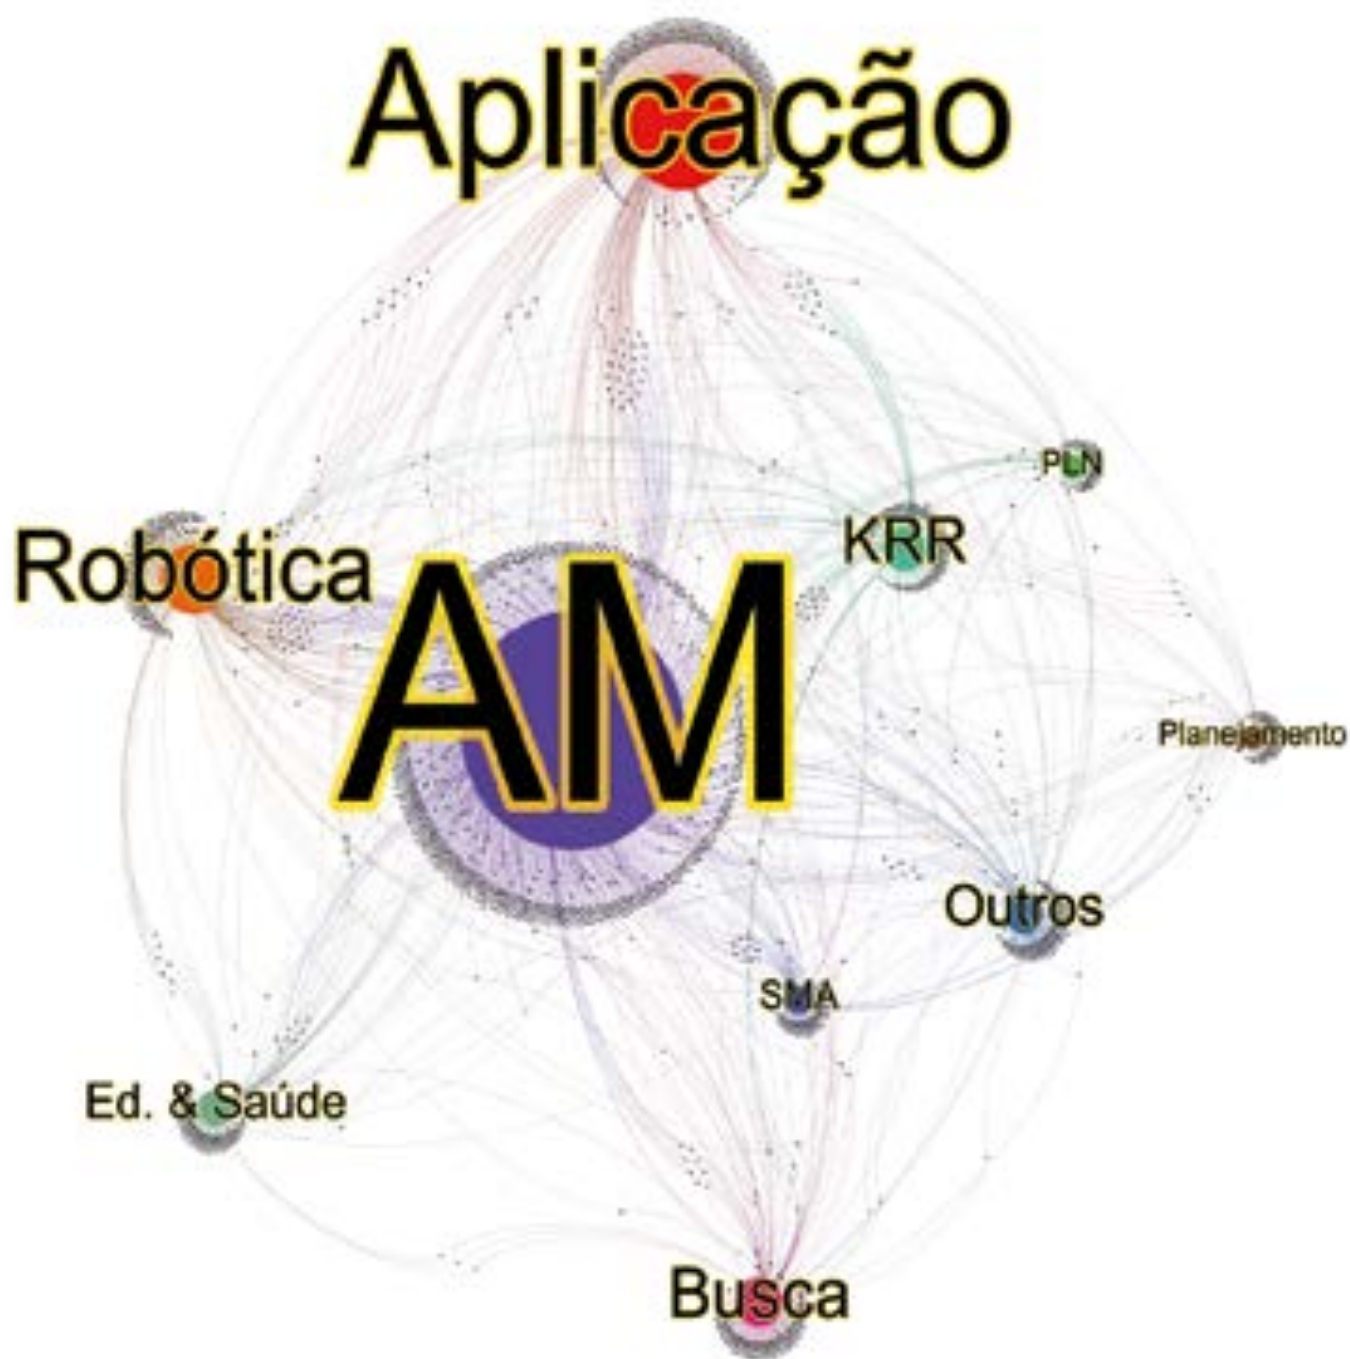 Aplicação
PLN
KRR
Robótica
AM
Planejamento
Outros
SMA
Ed. & Saúde
Busca